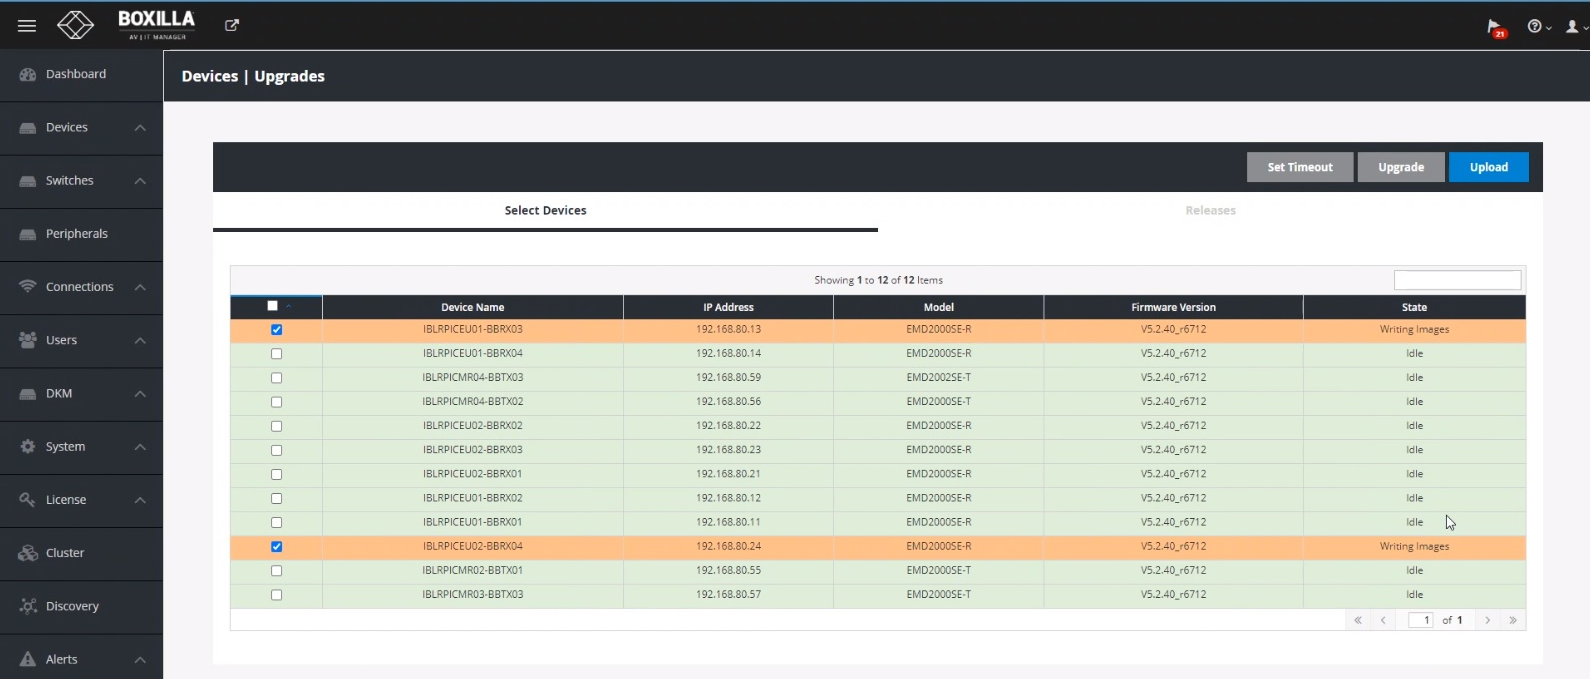 BOXILLA
AV | IT MANAGER
21
Dashboard
Devices
Switches
Peripherals
Connections
Users
DKM
System
License
Cluster
Discovery
Alerts
Devices | Upgrades
Set Timeout Upgrade Upload
Select Devices Releases
Showing 1 to 12 of 12 Items
Device Name IP Address Model Firmware Version State
IBLRPICEU01-BBRX03 192.168.80.13 EMD2000SE-R V5.2.40_r6712 Writing Images
IBLRPICEU01-BBRX04 192.168.80.14 EMD2000SE-R V5.2.40_r6712 Idle
IBLRPICMR04-BBTX03 192.168.80.59 EMD2002SE-T V5.2.40_r6712 Idle
IBLRPICMR04-BBTX02 192.168.80.56 EMD2000SE-T V5.2.40_r6712 Idle
IBLRPICEU02-BBRX02 192.168.80.22 EMD2000SE-R V5.2.40_r6712 Idle
IBLRPICEU02-BBRX03 192.168.80.23 EMD2000SE-R V5.2.40_r6712 Idle
IBLRPICEU02-BBRX01 192.168.80.21 EMD2000SE-R V5.2.40_r6712 Idle
IBLRPICEU01-BBRX02 192.168.80.12 EMD2000SE-R V5.2.40_r6712 Idle
IBLRPICEU01-BBRX01 192.168.80.11 EMD2000SE-R V5.2.40_r6712 Idle
IBLRPICEU02-BBRX04 192.168.80.24 EMD2000SE-R V5.2.40_r6712 Writing Images
IBLRPICMR02-BBTX01 192.168.80.55 EMD2000SE-T V5.2.40_r6712 Idle
IBLRPICMR03-BBTX03 192.168.80.57 EMD2000SE-T V5.2.40_r6712 Idle
1 of 1